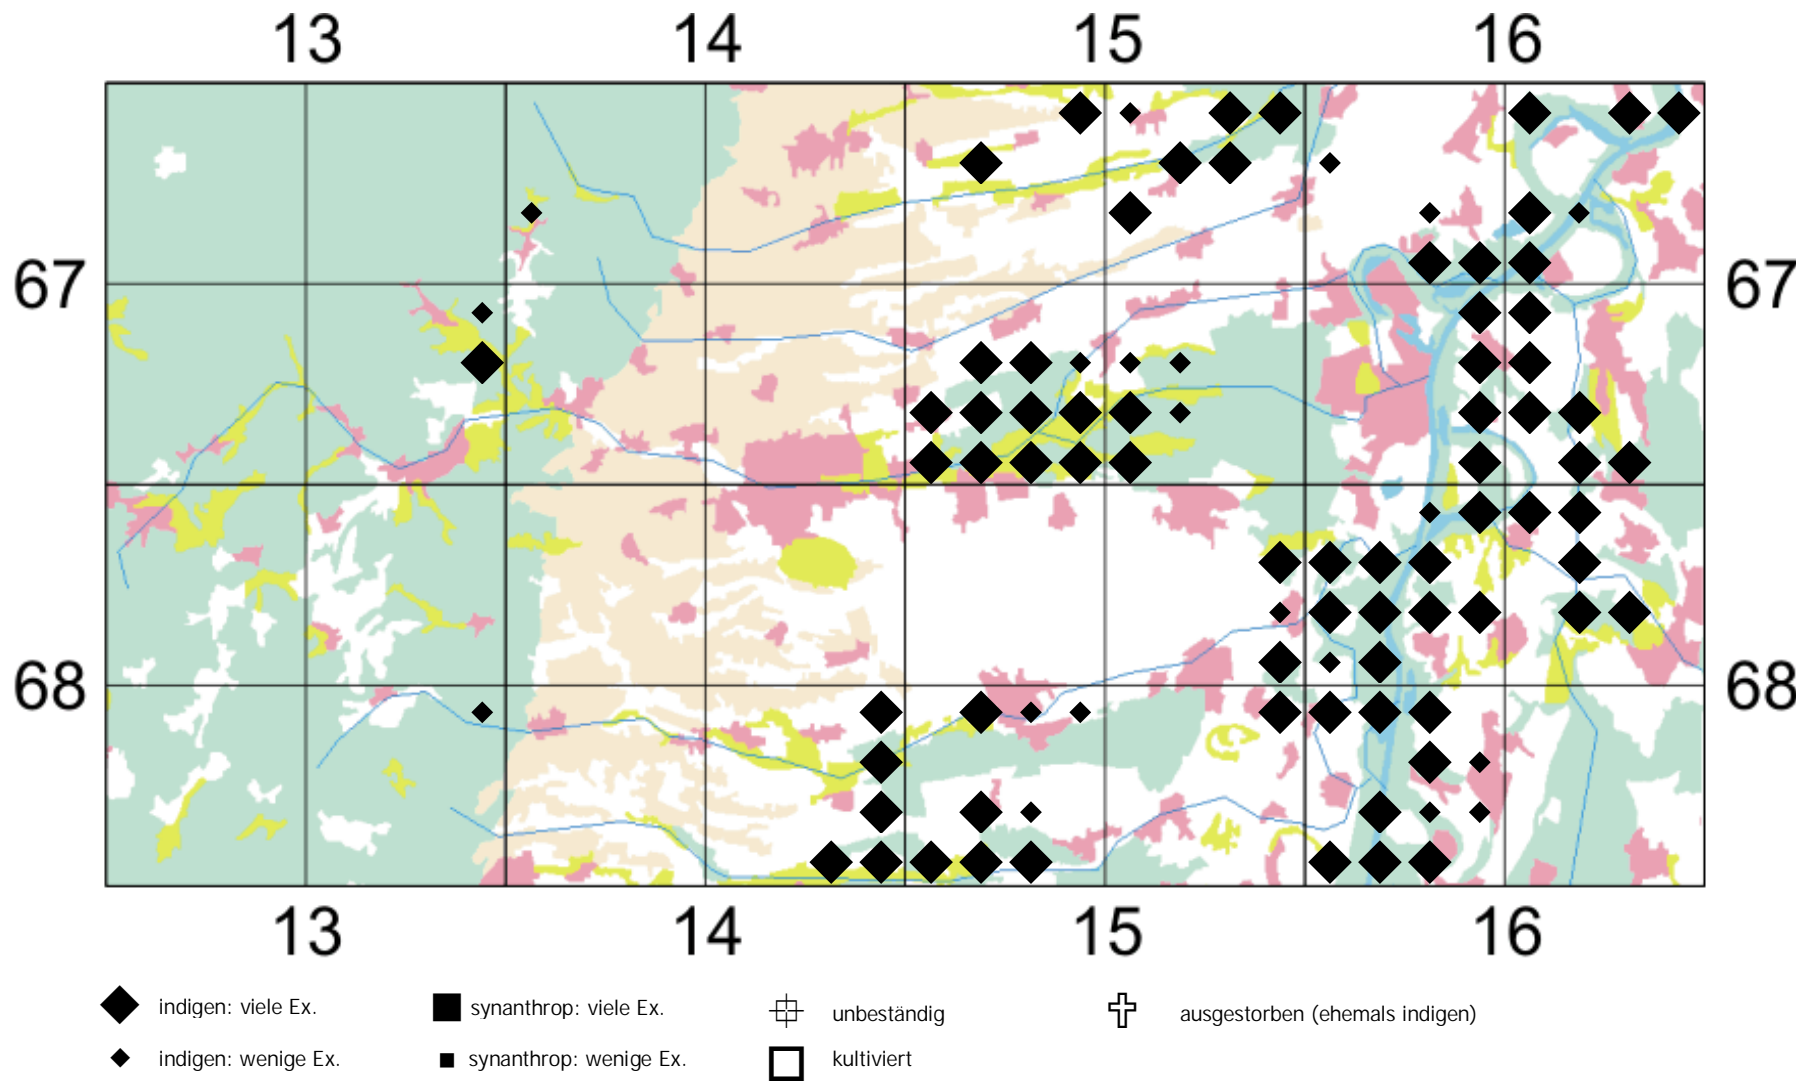 13 14 15 16
67 67
68 68
13 14 15 16
indigen: viele Ex. synanthrop: viele Ex. unbeständig ausgestorben (ehemals indigen)
indigen: wenige Ex. synanthrop: wenige Ex. kultiviert